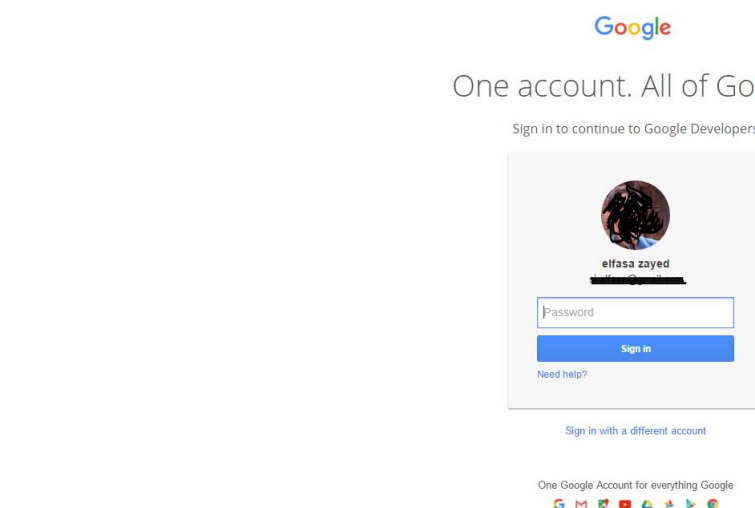 Google
One account. All of Go
Sign in to continue to Google Developers
elfasa zayed
Password
Sign in
Need help?
Sign in with a different account
One Google Account for everything Google